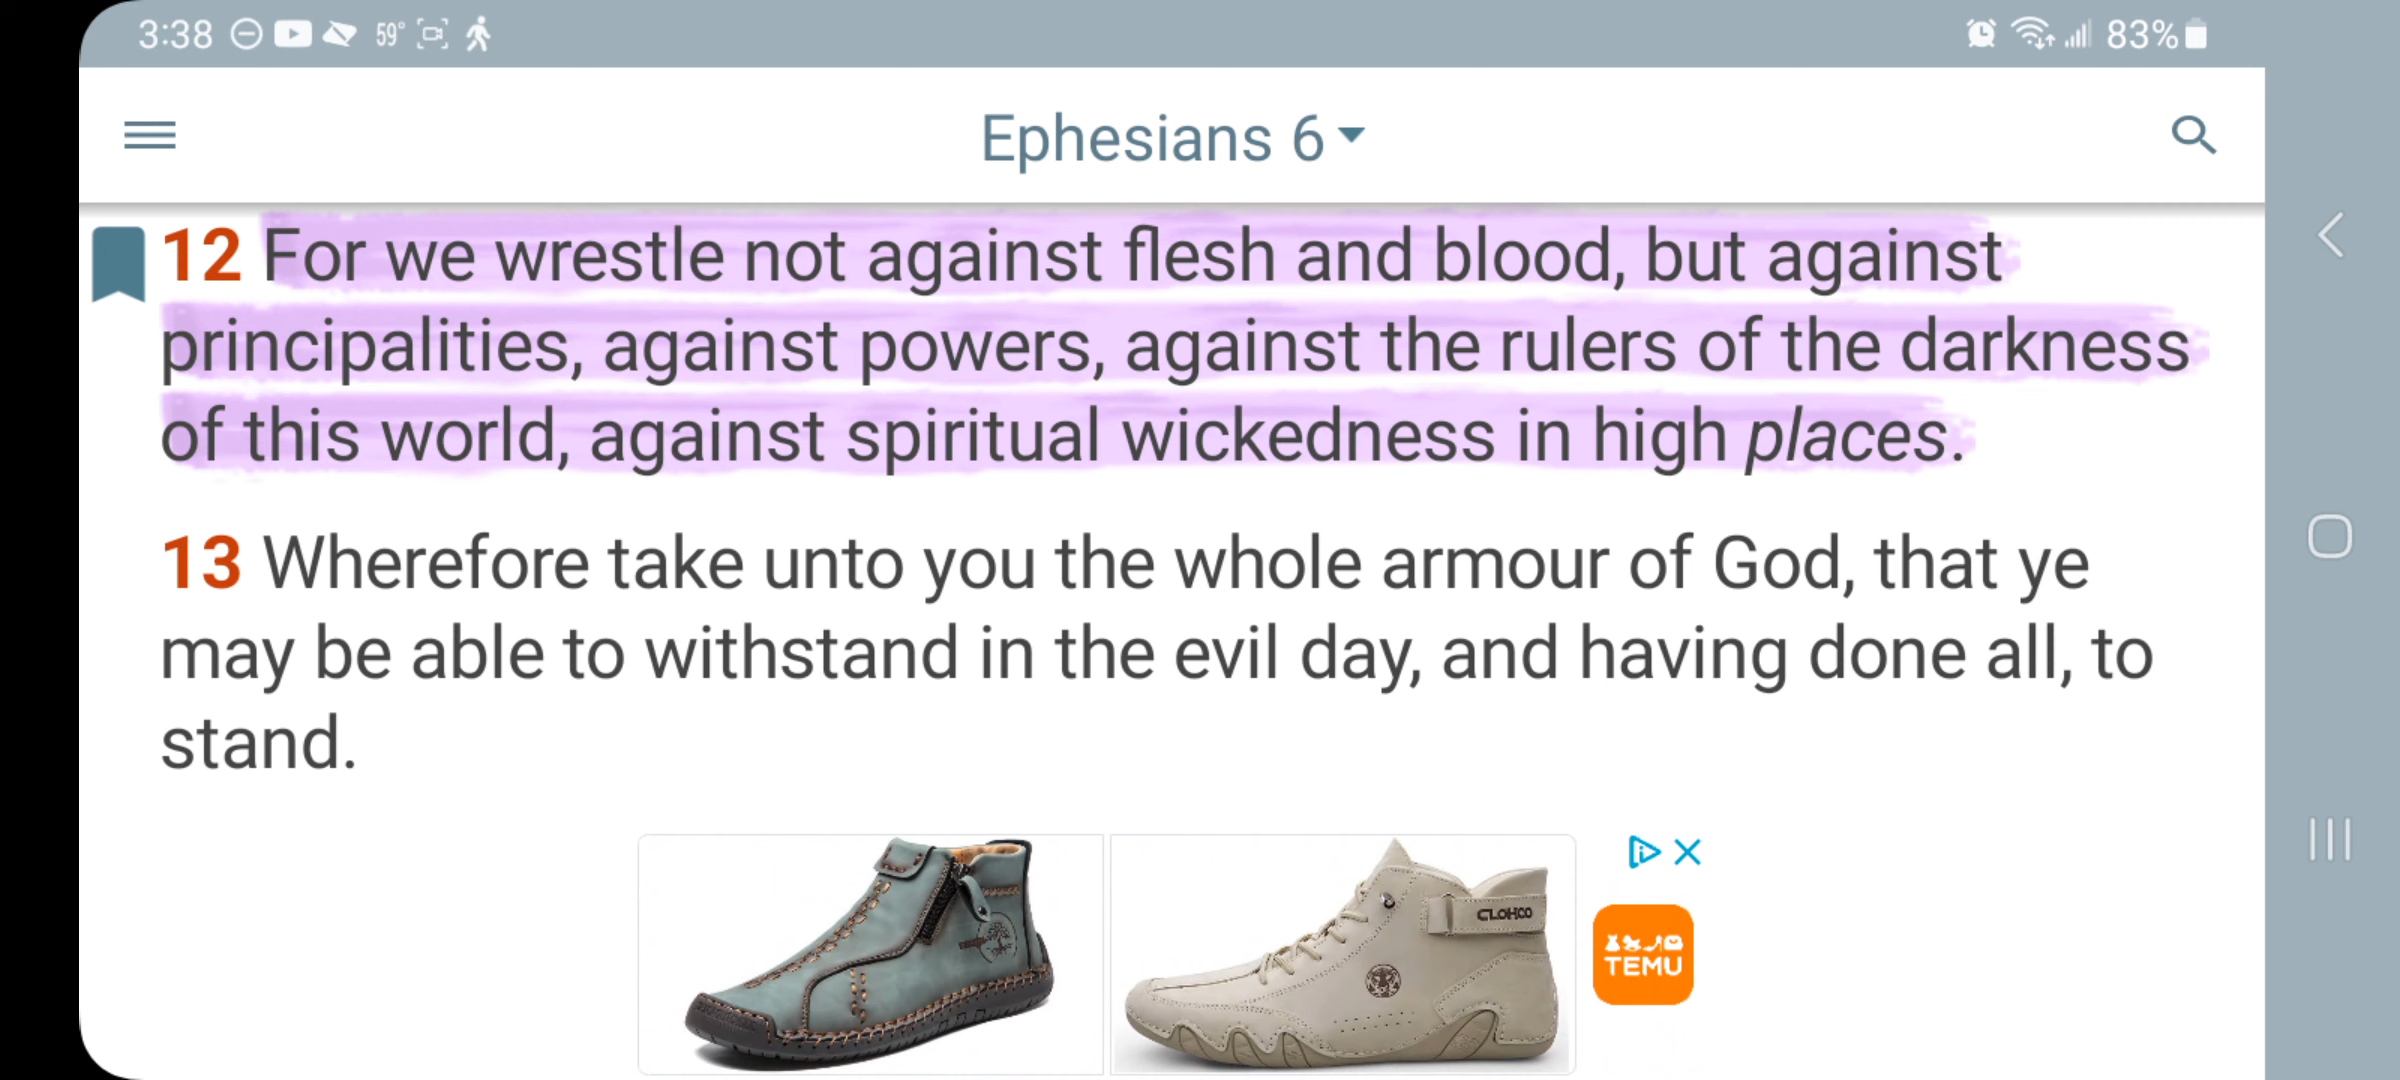 3:38 59° 83%
Ephesians 6
12 For we wrestle not against flesh and blood, but against
principalities, against powers, against the rulers of the darkness
of this world, against spiritual wickedness in high places.
13 Wherefore take unto you the whole armour of God, that ye
may be able to withstand in the evil day, and having done all, to
stand.
CLOHCO
TEMU